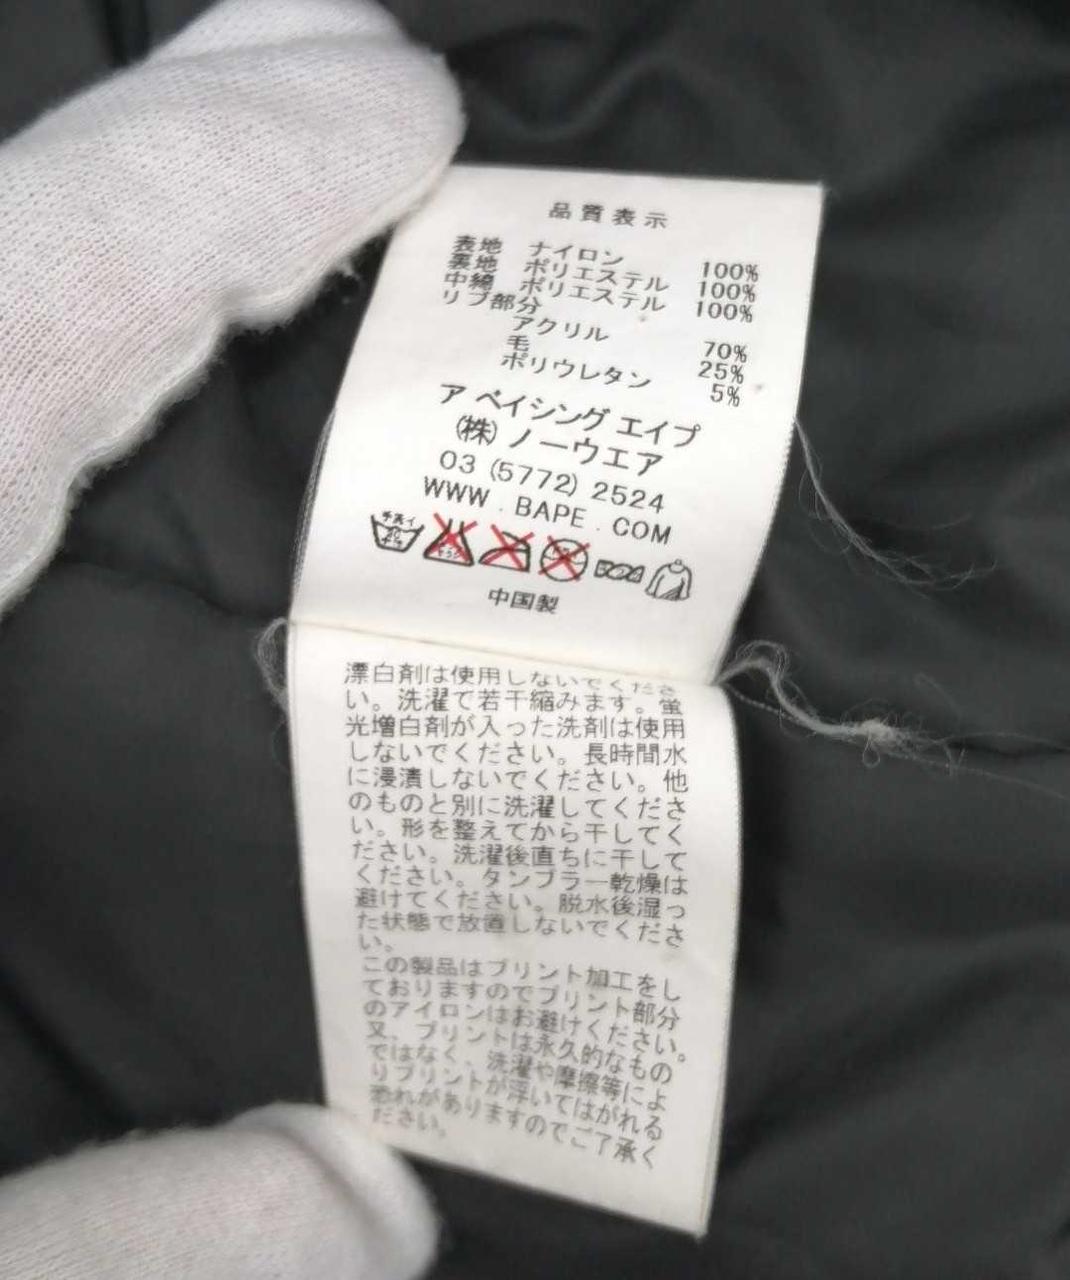 品質表示
表地 ナイロン 100%
裏地 ポリエステル 100%
中綿 ポリエステル 100%
リブ部分
アクリル 70%
毛 25%
ポリウレタン 5%
ア ベイシング エイプ
(株) ノーウエア
03 (5772) 2524
WWW . BAPE . COM
手洗イ
中国製
漂白剤は使用しないでくださ
い。洗濯で若干縮みます。蛍
光増白剤が入った洗剤は使用
しないでください。長時間水
に浸漬しないでください。他
のものと別に洗濯してくださ
い。形を整えてから干してく
ださい。洗濯後直ちに干して
ください。タンブラー乾燥は
避けてください。脱水後湿っ
た状態で放置しないでくださ
い。
この製品はプリント加工をし
ておりますのでプリント部分
のアイロンはお避けください。
又、プリントは永久的なもの
ではなく、洗濯や摩擦等によ
りプリントが浮いてはがれる
恐れがありますのでご了承く
ださい。